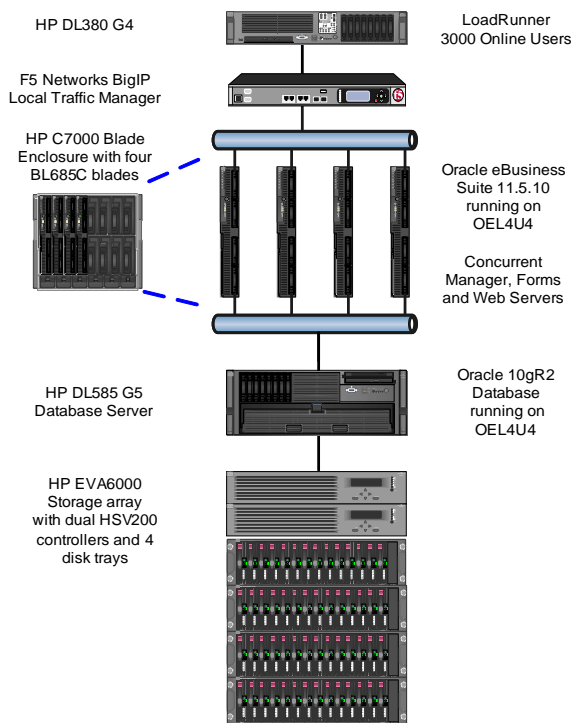 HP DL380 G4
LoadRunner
3000 Online Users
F5 Networks BigIP
Local Traffic Manager
HP C7000 Blade
Enclosure with four
BL685C blades
Oracle eBusiness
Suite 11.5.10
running on
OEL4U4
Concurrent
Manager, Forms
and Web Servers
HP DL585 G5
Database Server
Oracle 10gR2
Database
running on
OEL4U4
HP EVA6000
Storage array
with dual HSV200
controllers and 4
disk trays